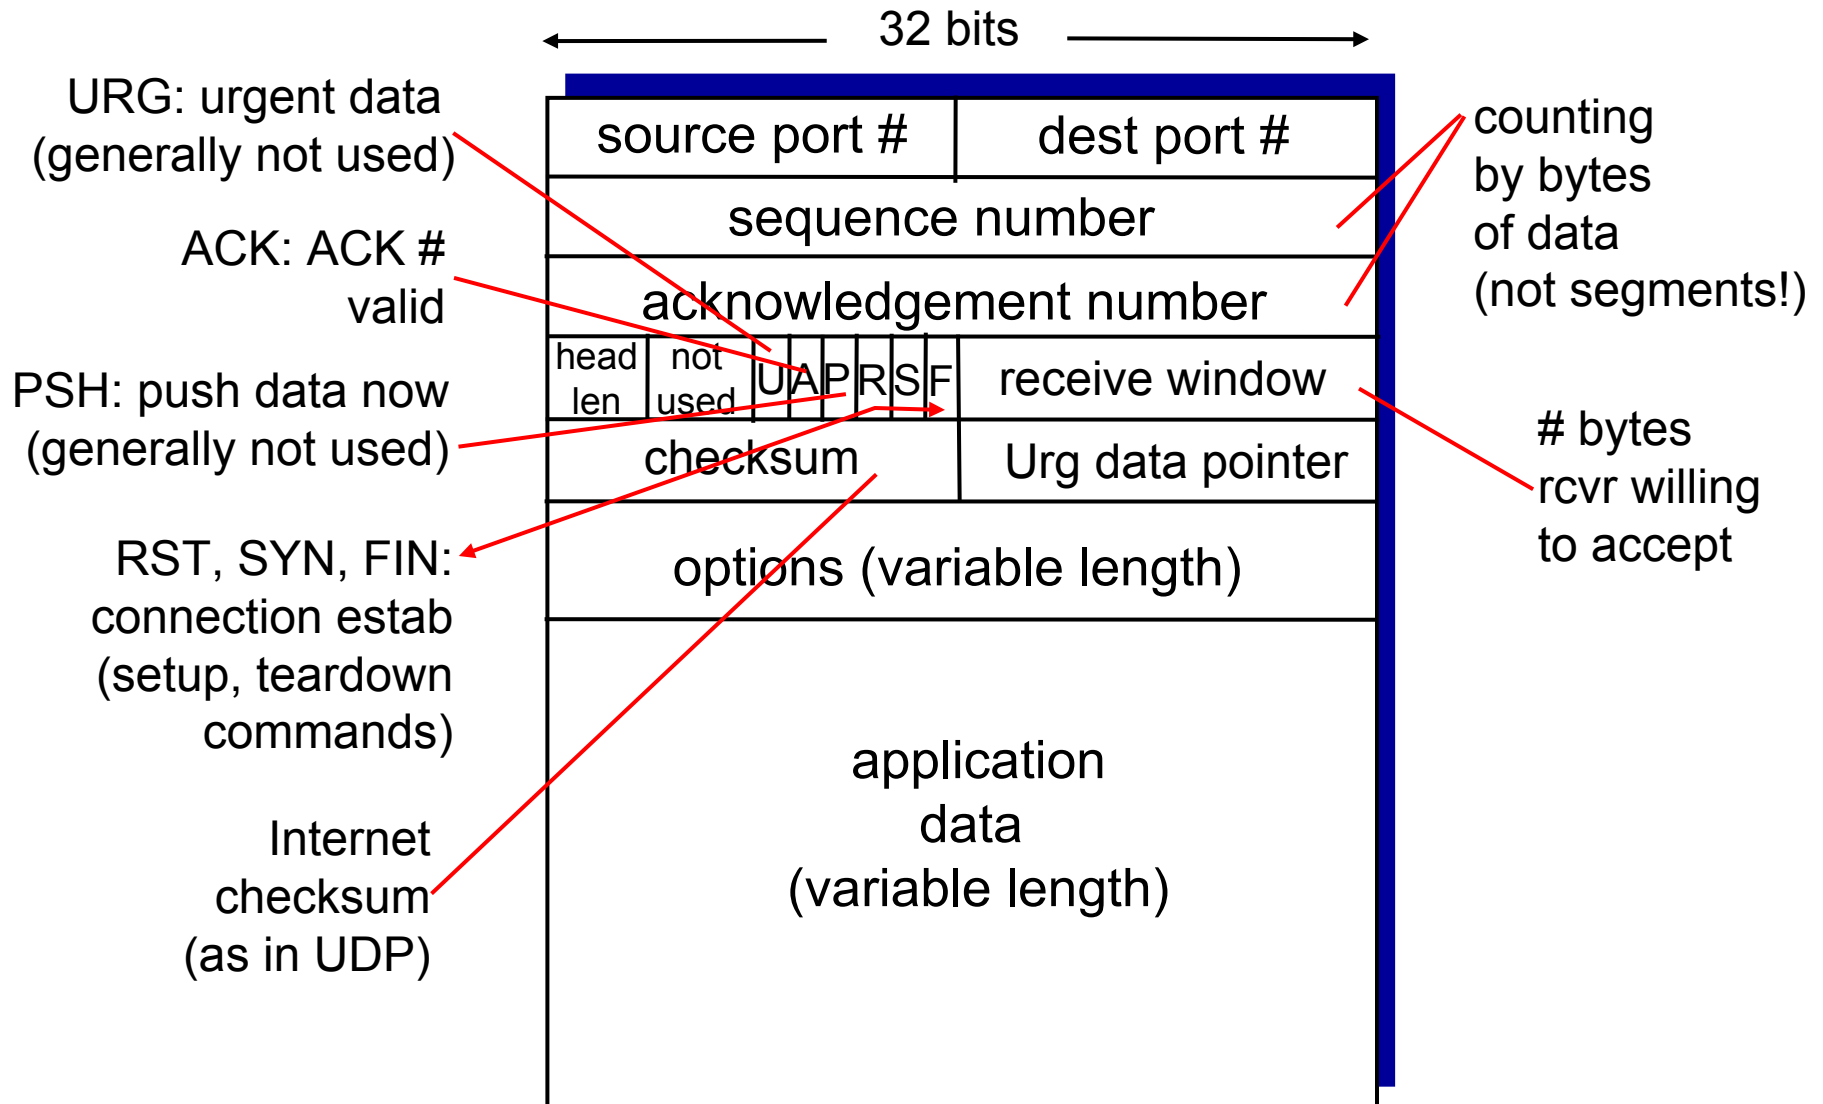 32 bits
URG: urgent data
(generally not used)
ACK: ACK #
valid
PSH: push data now
(generally not used)
RST, SYN, FIN:
connection estab
(setup, teardown
commands)
Internet
checksum
(as in UDP)
source port # dest port #
sequence number
acknowledgement number
head
len
not
used
U A P R S F
receive window
checksum Urg data pointer
options (variable length)
application
data
(variable length)
counting
by bytes
of data
(not segments!)
# bytes
rcvr willing
to accept